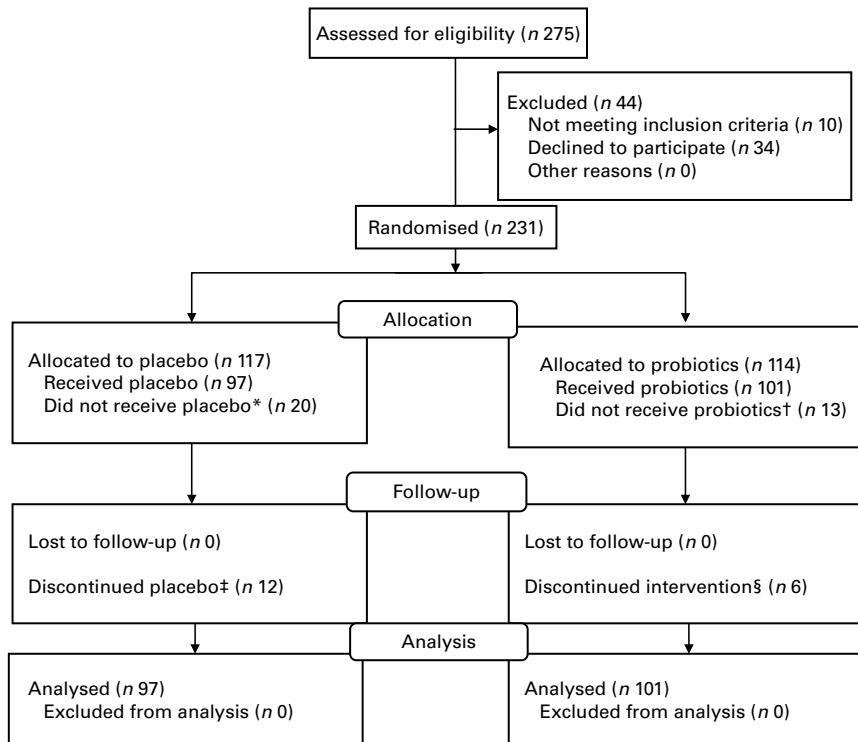 Assessed for eligibility (n 275)
Excluded (n 44)
Not meeting inclusion criteria (n 10)
Declined to participate (n 34)
Other reasons (n 0)
Randomised (n 231)
Allocation
Allocated to placebo (n 117)
Received placebo (n 97)
Did not receive placebo* (n 20)
Allocated to probiotics (n 114)
Received probiotics (n 101)
Did not receive probiotics† (n 13)
Follow-up
Lost to follow-up (n 0)
Discontinued placebo‡ (n 12)
Lost to follow-up (n 0)
Discontinued intervention§ (n 6)
Analysis
Analysed (n 97)
Excluded from analysis (n 0)
Analysed (n 101)
Excluded from analysis (n 0)